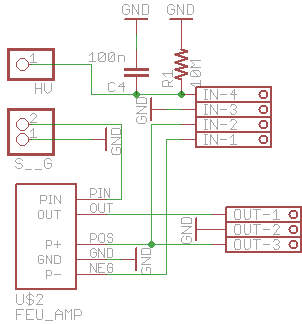 GND GND
1
HV
100n
C4
R1
10M
GND
IN-4
IN-3
IN-2
IN-1
2
1
S__G
GND
PIN
OUT
P+
GND
P-
PIN
OUT
POS
GND
NEG
GND
GND
OUT-1
OUT-2
OUT-3
U$2
FEU_AMP